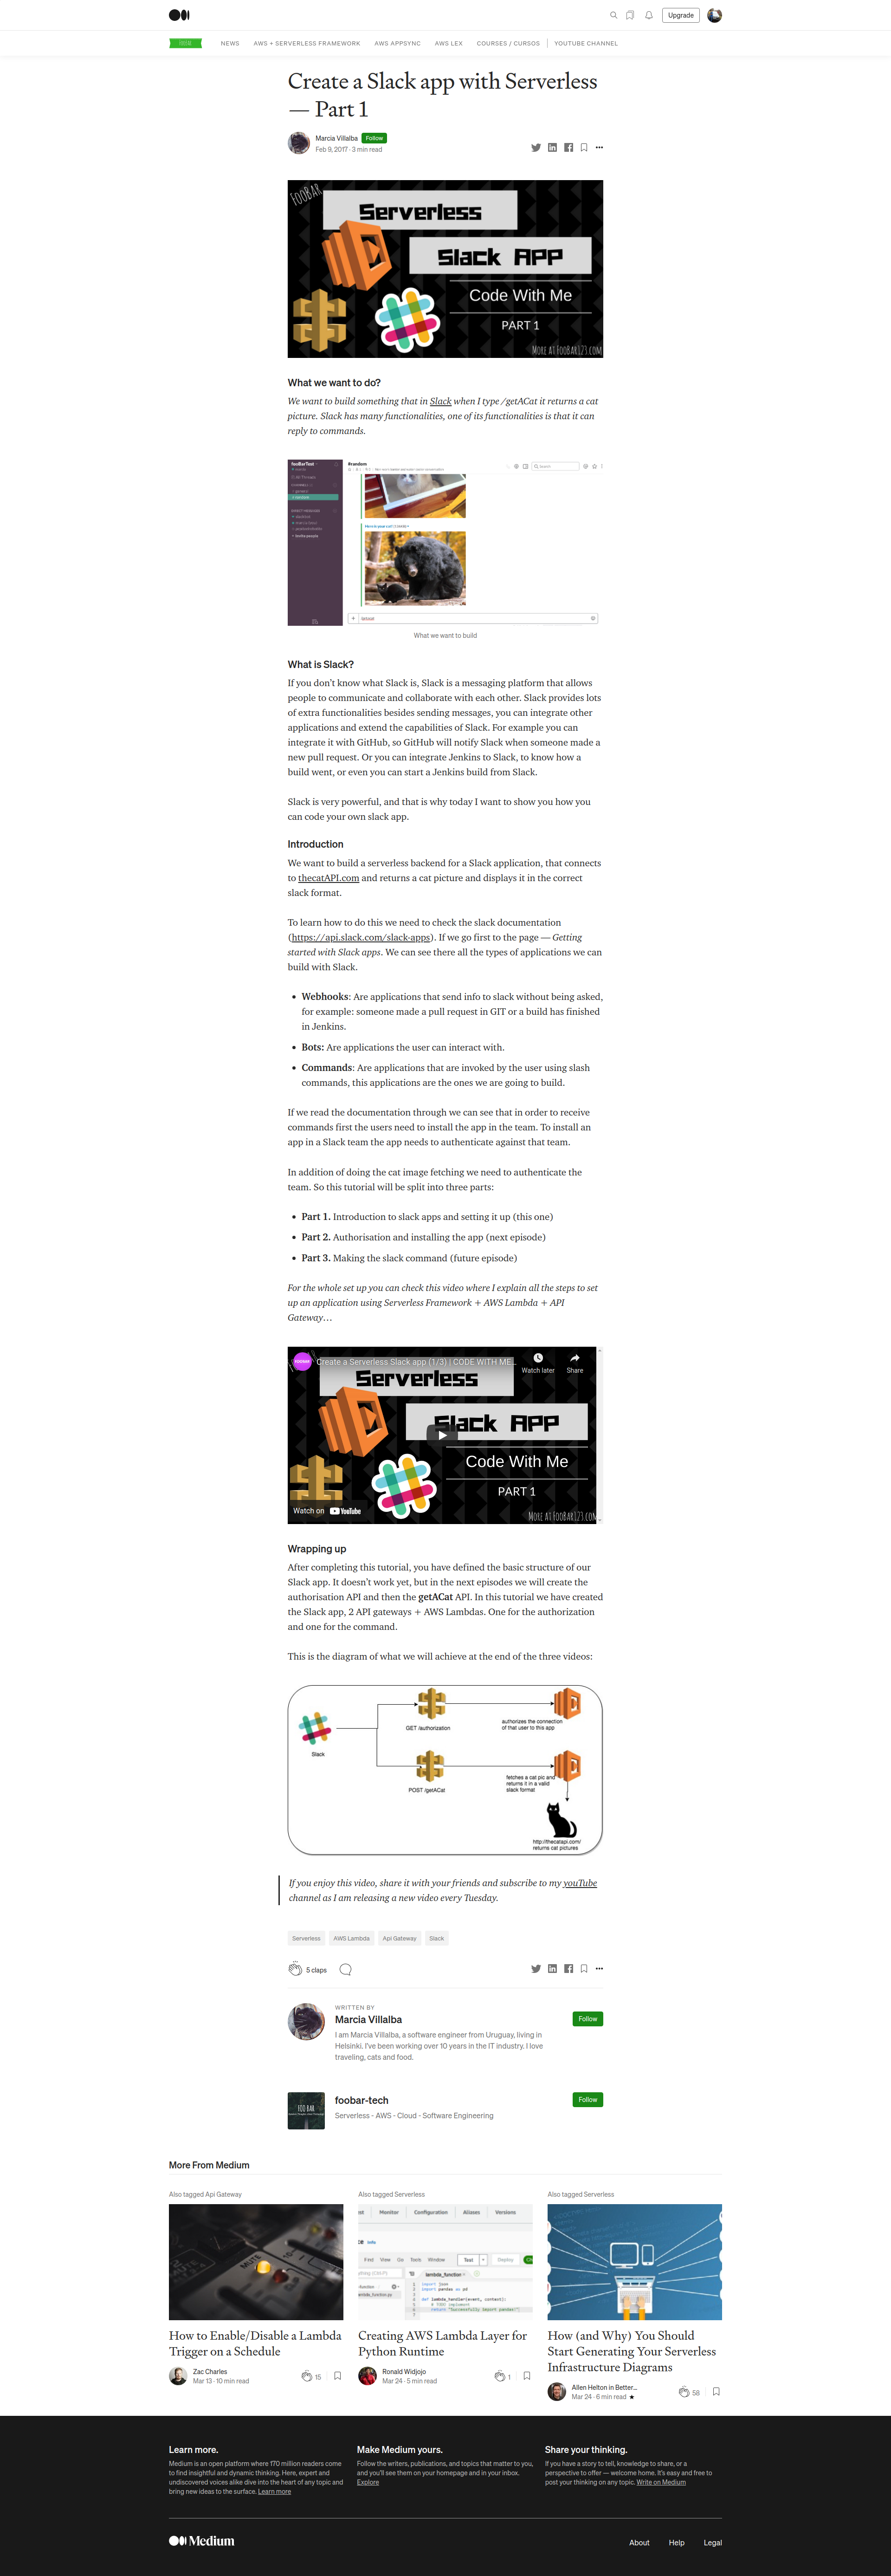 Upgrade
NEWS
AWS + SERVERLESS FRAMEWORK
AWS APPSYNC
AWS LEX
COURSES / CURSOS
YOUTUBE CHANNEL
Create a Slack app with Serverless
— Part 1
Marcia Villalba
Follow
Feb 9, 2017 · 3 min read
FOOBAR
Serverless
Slack App
Code With Me
PART 1
MORE AT FOOBAR123.COM
What we want to do?
We want to build something that in Slack when I type /getACat it returns a cat
picture. Slack has many functionalities, one of its functionalities is that it can
reply to commands.
fooBarTest
#random
Search
What we want to build
What is Slack?
If you don’t know what Slack is, Slack is a messaging platform that allows
people to communicate and collaborate with each other. Slack provides lots
of extra functionalities besides sending messages, you can integrate other
applications and extend the capabilities of Slack. For example you can
integrate it with GitHub, so GitHub will notify Slack when someone made a
new pull request. Or you can integrate Jenkins to Slack, to know how a
build went, or even you can start a Jenkins build from Slack.
Slack is very powerful, and that is why today I want to show you how you
can code your own slack app.
Introduction
We want to build a serverless backend for a Slack application, that connects
to thecatAPI.com and returns a cat picture and displays it in the correct
slack format.
To learn how to do this we need to check the slack documentation
(https://api.slack.com/slack-apps). If we go first to the page — Getting
started with Slack apps. We can see there all the types of applications we can
build with Slack.
• Webhooks: Are applications that send info to slack without being asked,
for example: someone made a pull request in GIT or a build has finished
in Jenkins.
• Bots: Are applications the user can interact with.
• Commands: Are applications that are invoked by the user using slash
commands, this applications are the ones we are going to build.
If we read the documentation through we can see that in order to receive
commands first the users need to install the app in the team. To install an
app in a Slack team the app needs to authenticate against that team.
In addition of doing the cat image fetching we need to authenticate the
team. So this tutorial will be split into three parts:
• Part 1. Introduction to slack apps and setting it up (this one)
• Part 2. Authorisation and installing the app (next episode)
• Part 3. Making the slack command (future episode)
For the whole set up you can check this video where I explain all the steps to set
up an application using Serverless Framework + AWS Lambda + API
Gateway…
FOOBAR
Create a Serverless Slack app (1/3) | CODE WITH ME...
Watch later
Share
Serverless
Slack App
Code With Me
PART 1
Watch on YouTube
MORE AT FOOBAR123.COM
Wrapping up
After completing this tutorial, you have defined the basic structure of our
Slack app. It doesn’t work yet, but in the next episodes we will create the
authorisation API and then the getACat API. In this tutorial we have created
the Slack app, 2 API gateways + AWS Lambdas. One for the authorization
and one for the command.
This is the diagram of what we will achieve at the end of the three videos:
Slack
GET /authorization
authorizes the connection
of that user to this app
POST /getACat
fetches a cat pic and
returns it in a valid
slack format
http://thecatapi.com/
returns cat pictures
If you enjoy this video, share it with your friends and subscribe to my youTube
channel as I am releasing a new video every Tuesday.
Serverless
AWS Lambda
Api Gateway
Slack
5 claps
WRITTEN BY
Marcia Villalba
Follow
I am Marcia Villalba, a software engineer from Uruguay, living in
Helsinki. I’ve been working over 10 years in the IT industry. I love
traveling, cats and food.
FOO BAR
foobar-tech
Follow
Serverless - AWS - Cloud - Software Engineering
More From Medium
Also tagged Api Gateway
How to Enable/Disable a Lambda
Trigger on a Schedule
Zac Charles
Mar 13 · 10 min read
15
Also tagged Serverless
Monitor
Configuration
Aliases
Versions
Info
Find
View
Go
Tools
Window
Test
Deploy
lambda_function
import json
import pandas as pd
def lambda_handler(event, context):
# TODO implement
return "Successfully import pandas"
Creating AWS Lambda Layer for
Python Runtime
Ronald Widjojo
Mar 24 · 5 min read
1
Also tagged Serverless
How (and Why) You Should
Start Generating Your Serverless
Infrastructure Diagrams
Allen Helton in Better...
Mar 24 · 6 min read ★
58
Learn more.
Medium is an open platform where 170 million readers come
to find insightful and dynamic thinking. Here, expert and
undiscovered voices alike dive into the heart of any topic and
bring new ideas to the surface. Learn more
Make Medium yours.
Follow the writers, publications, and topics that matter to you,
and you’ll see them on your homepage and in your inbox.
Explore
Share your thinking.
If you have a story to tell, knowledge to share, or a
perspective to offer — welcome home. It’s easy and free to
post your thinking on any topic. Write on Medium
Medium
About
Help
Legal